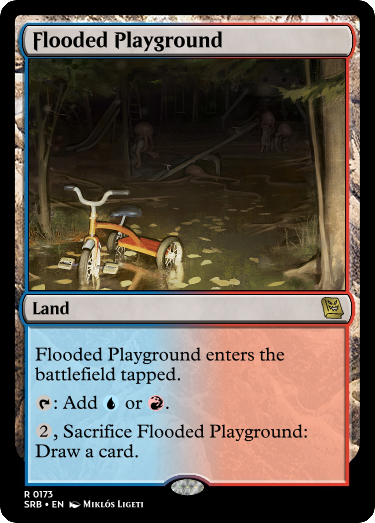 Flooded Playground
Land
Flooded Playground enters the
battlefield tapped.
: Add or .
2, Sacrifice Flooded Playground:
Draw a card.
R 0173
SRB • EN Miklós Ligeti